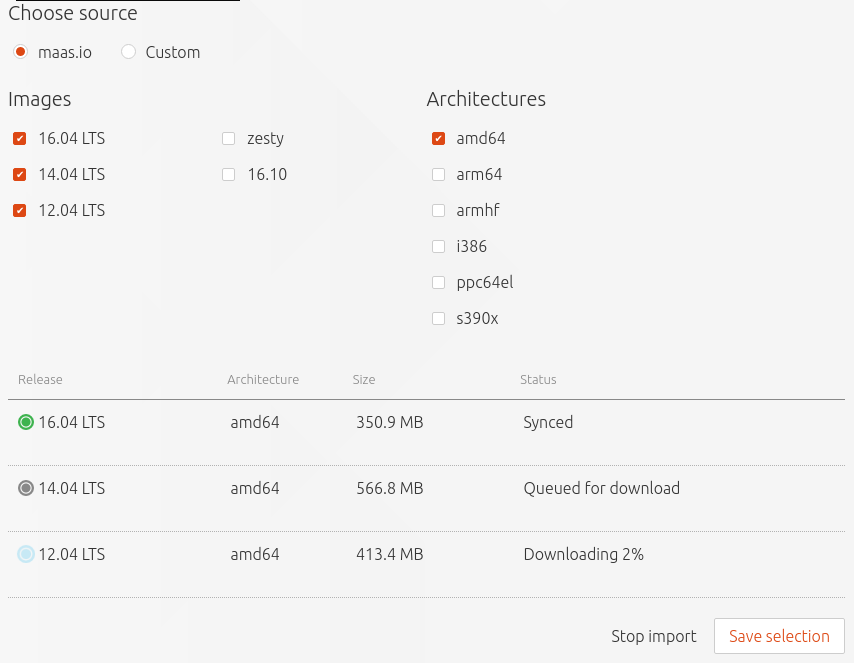 Choose source
maas.io Custom
Images Architectures
16.04 LTS zesty amd64
14.04 LTS 16.10 arm64
12.04 LTS armhf
i386
ppc64el
s390x
Release Architecture Size Status
16.04 LTS amd64 350.9 MB Synced
14.04 LTS amd64 566.8 MB Queued for download
12.04 LTS amd64 413.4 MB Downloading 2%
Stop import Save selection